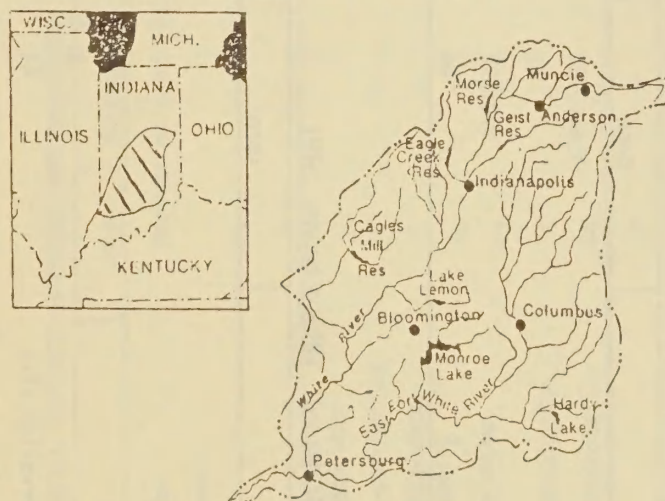 WISC.
MICH.
INDIANA
ILLINOIS
OHIO
KENTUCKY
Muncie
Morse
Res
Geist
Res
Anderson
Eagle
Creek
Res
Indianapolis
Cagles
Mill
Res
Lake
Lemon
Bloomington
Columbus
White River
Monroe
Lake
East Fork White River
Hardy
Lake
Petersburg